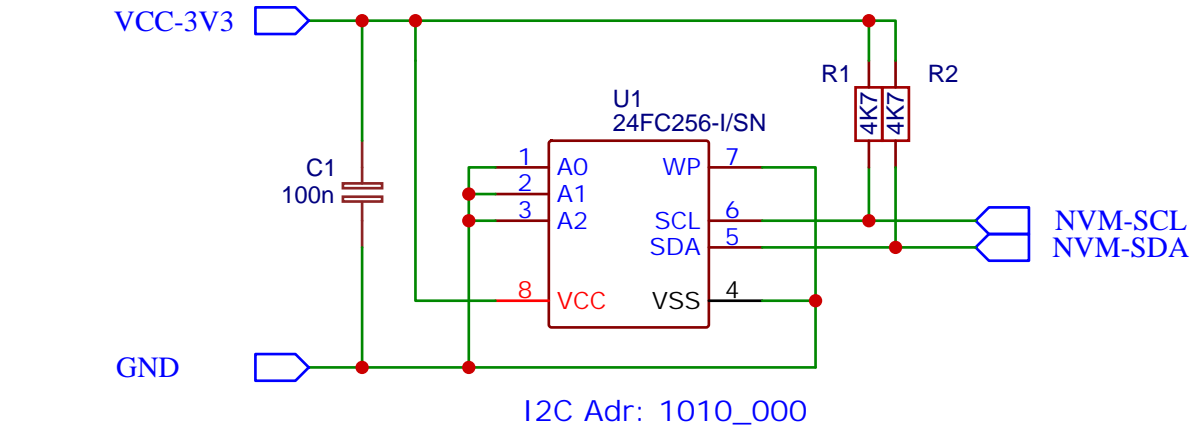 VCC-3V3
R1
R2
4K7
4K7
U1
24FC256-I/SN
C1
100n
1
A0
2
A1
3
A2
8
VCC
WP
7
SCL
6
SDA
5
VSS
4
NVM-SCL
NVM-SDA
GND
I2C Adr: 1010_000